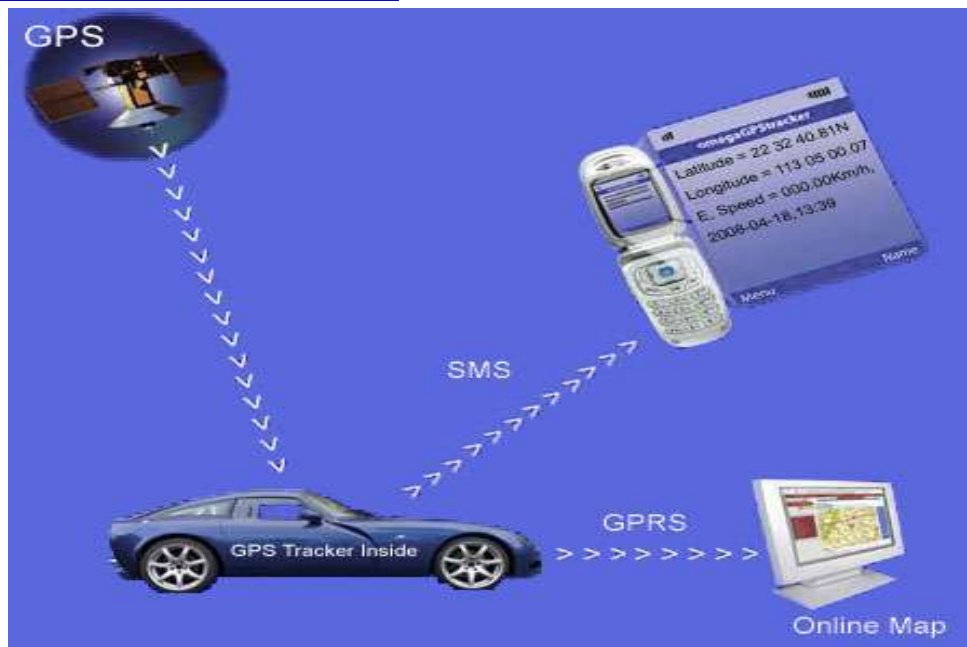 GPS
omegaGPStracker
Latitude = 22 32 40.81N
Longitude = 113 05 00.07
E, Speed = 000.00Km/h,
2008-04-18,13:39
Menu
Name
SMS
GPRS
GPS Tracker Inside
Online Map